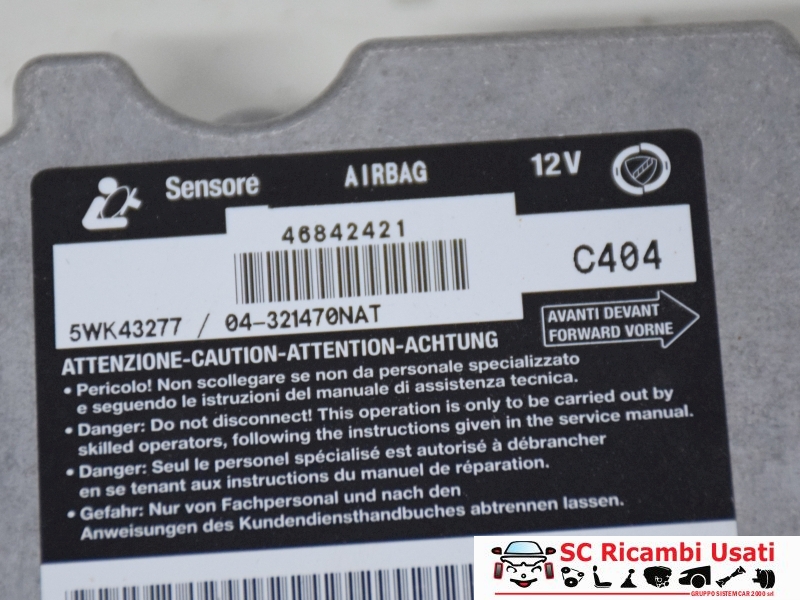 Sensore AIRBAG 12V
46842421
C404
5WK43277 / 04-321470NAT
AVANTI DEVANT
FORWARD VORNE
ATTENZIONE-CAUTION-ATTENTION-ACHTUNG
• Pericolo! Non scollegare se non da personale specializzato
e seguendo le istruzioni del manuale di assistenza tecnica.
• Danger: Do not disconnect! This operation is only to be carried out by
skilled operators, following the instructions given in the service manual.
• Danger: Seul le personel spécialisé est autorisé à débrancher
en se tenant aux instructions du manuel de réparation.
• Gefahr: Nur von Fachpersonal und nach den
Anweisungen des Kundendiensthandbuches abtrennen lassen.
SC Ricambi Usati
GRUPPO SISTEMCAR 2000 srl